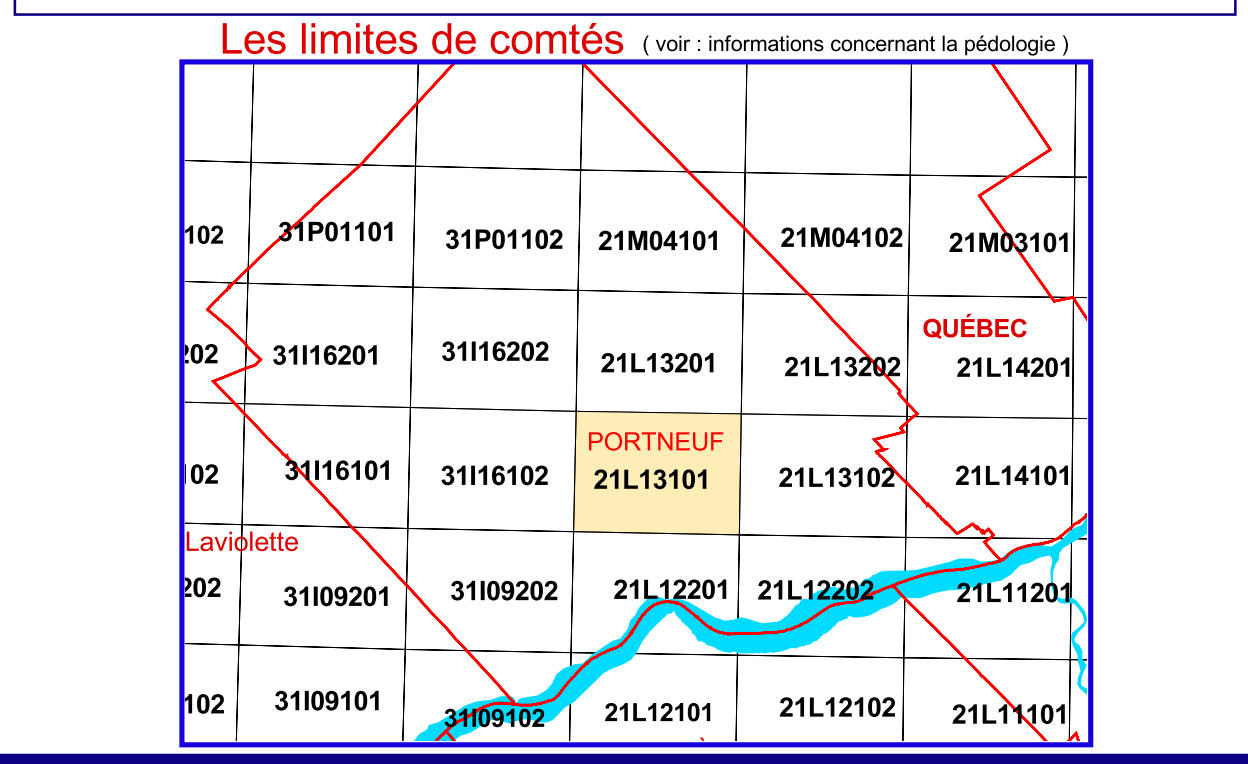 Les limites de comtés ( voir : informations concernant la pédologie )
102 31P01101 31P01102 21M04101 21M04102 21M03101
QUÉBEC
202 31I16201 31I16202 21L13201 21L13202 21L14201
PORTNEUF
102 31I16101 31I16102 21L13101 21L13102 21L14101
Laviolette
202 31I09201 31I09202 21L12201 21L12202 21L11201
102 31I09101 31I09102 21L12101 21L12102 21L11101